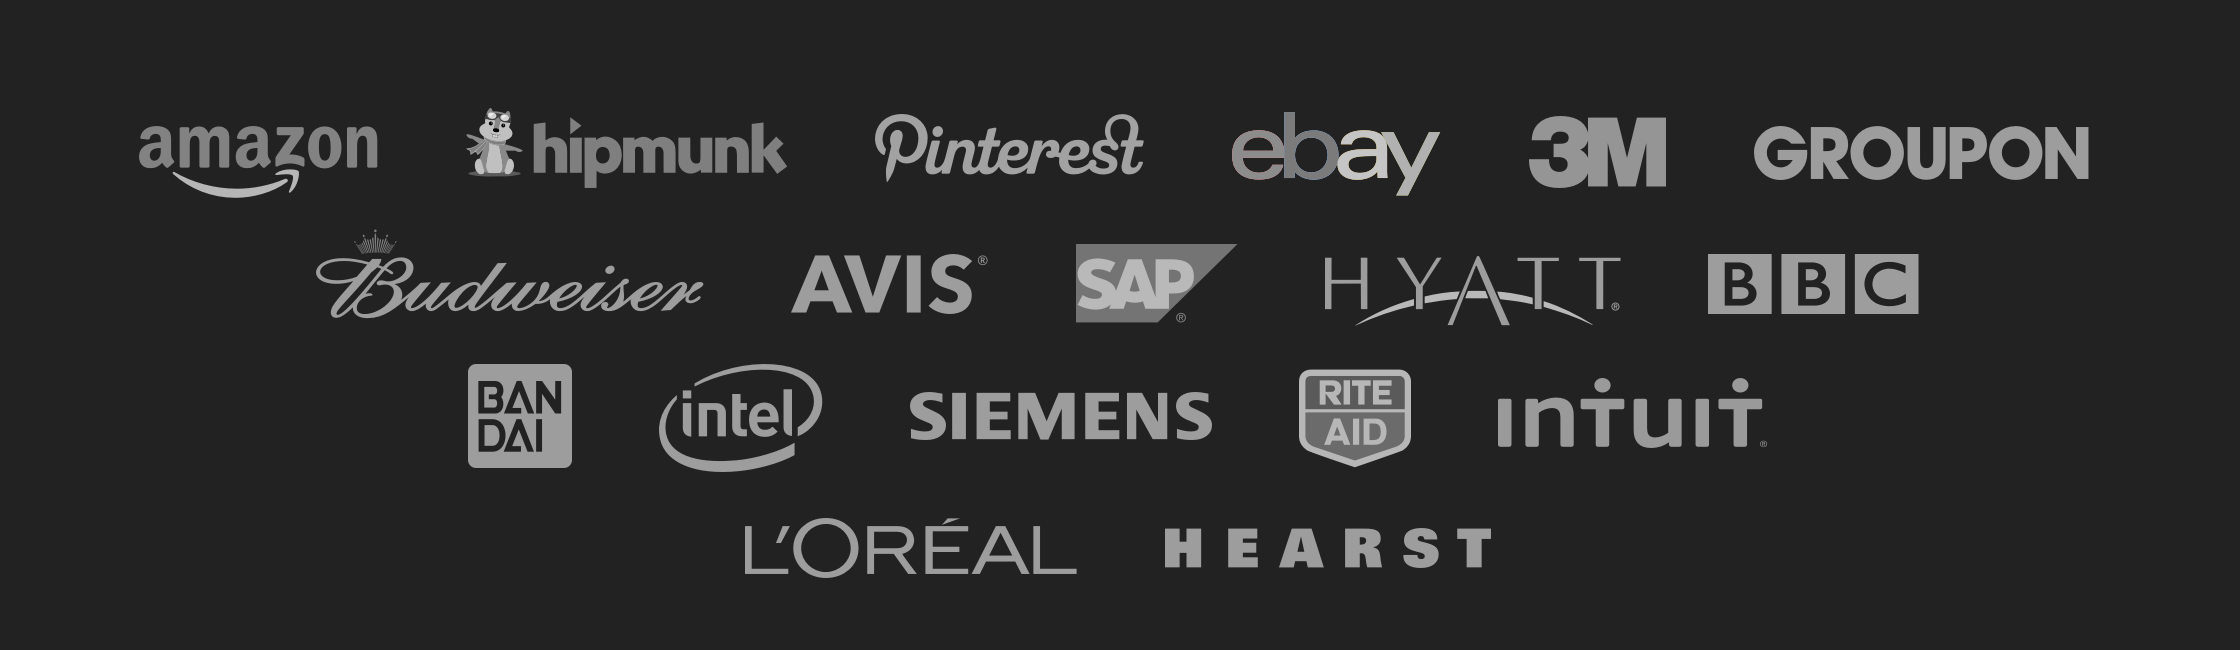 amazon hipmunk Pinterest ebay 3M GROUPON
Budweiser AVIS® SAP® HYATT® BBC
BAN
DAI
intel SIEMENS
RITE
AID
intuit®
L'ORÉAL HEARST